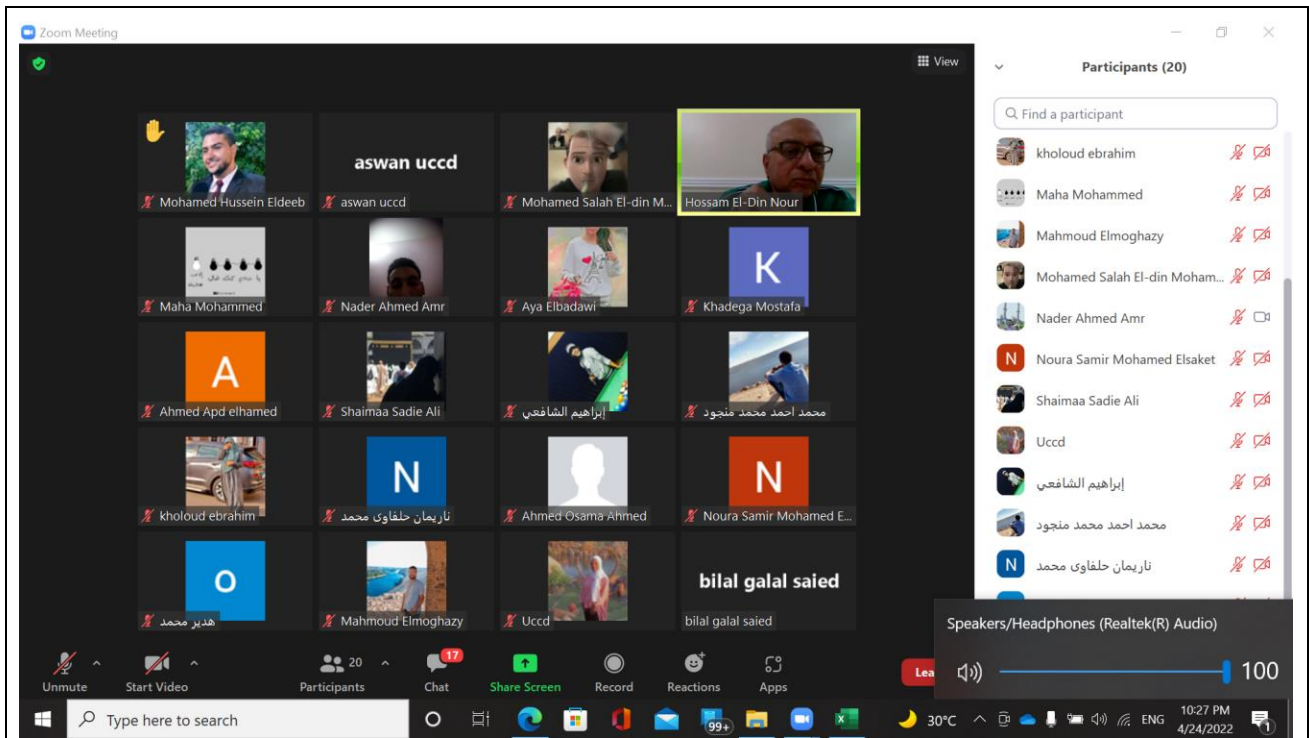 Zoom Meeting
View
aswan uccd
Mohamed Hussein Eldeeb
aswan uccd
Mohamed Salah El-din M...
Hossam El-Din Nour
K
Maha Mohammed
Nader Ahmed Amr
Aya Elbadawi
Khadega Mostafa
A
Ahmed Apd elhamed
Shaimaa Sadie Ali
إبراهيم الشافعي
محمد احمد محمد منجود
N
N
kholoud ebrahim
ناريمان حلفاوى محمد
Ahmed Osama Ahmed
Noura Samir Mohamed E...
o
bilal galal saied
هدير محمد
Mahmoud Elmoghazy
Uccd
bilal galal saied
Participants (20)
Find a participant
kholoud ebrahim
Maha Mohammed
Mahmoud Elmoghazy
Mohamed Salah El-din Moham...
Nader Ahmed Amr
N Noura Samir Mohamed Elsaket
Shaimaa Sadie Ali
Uccd
إبراهيم الشافعي
محمد احمد محمد منجود
N ناريمان حلفاوى محمد
Speakers/Headphones (Realtek(R) Audio)
100
20
17
Unmute
Start Video
Participants
Chat
Share Screen
Record
Reactions
Apps
Lea
Type here to search
99+
30°C
ENG
10:27 PM
4/24/2022
1